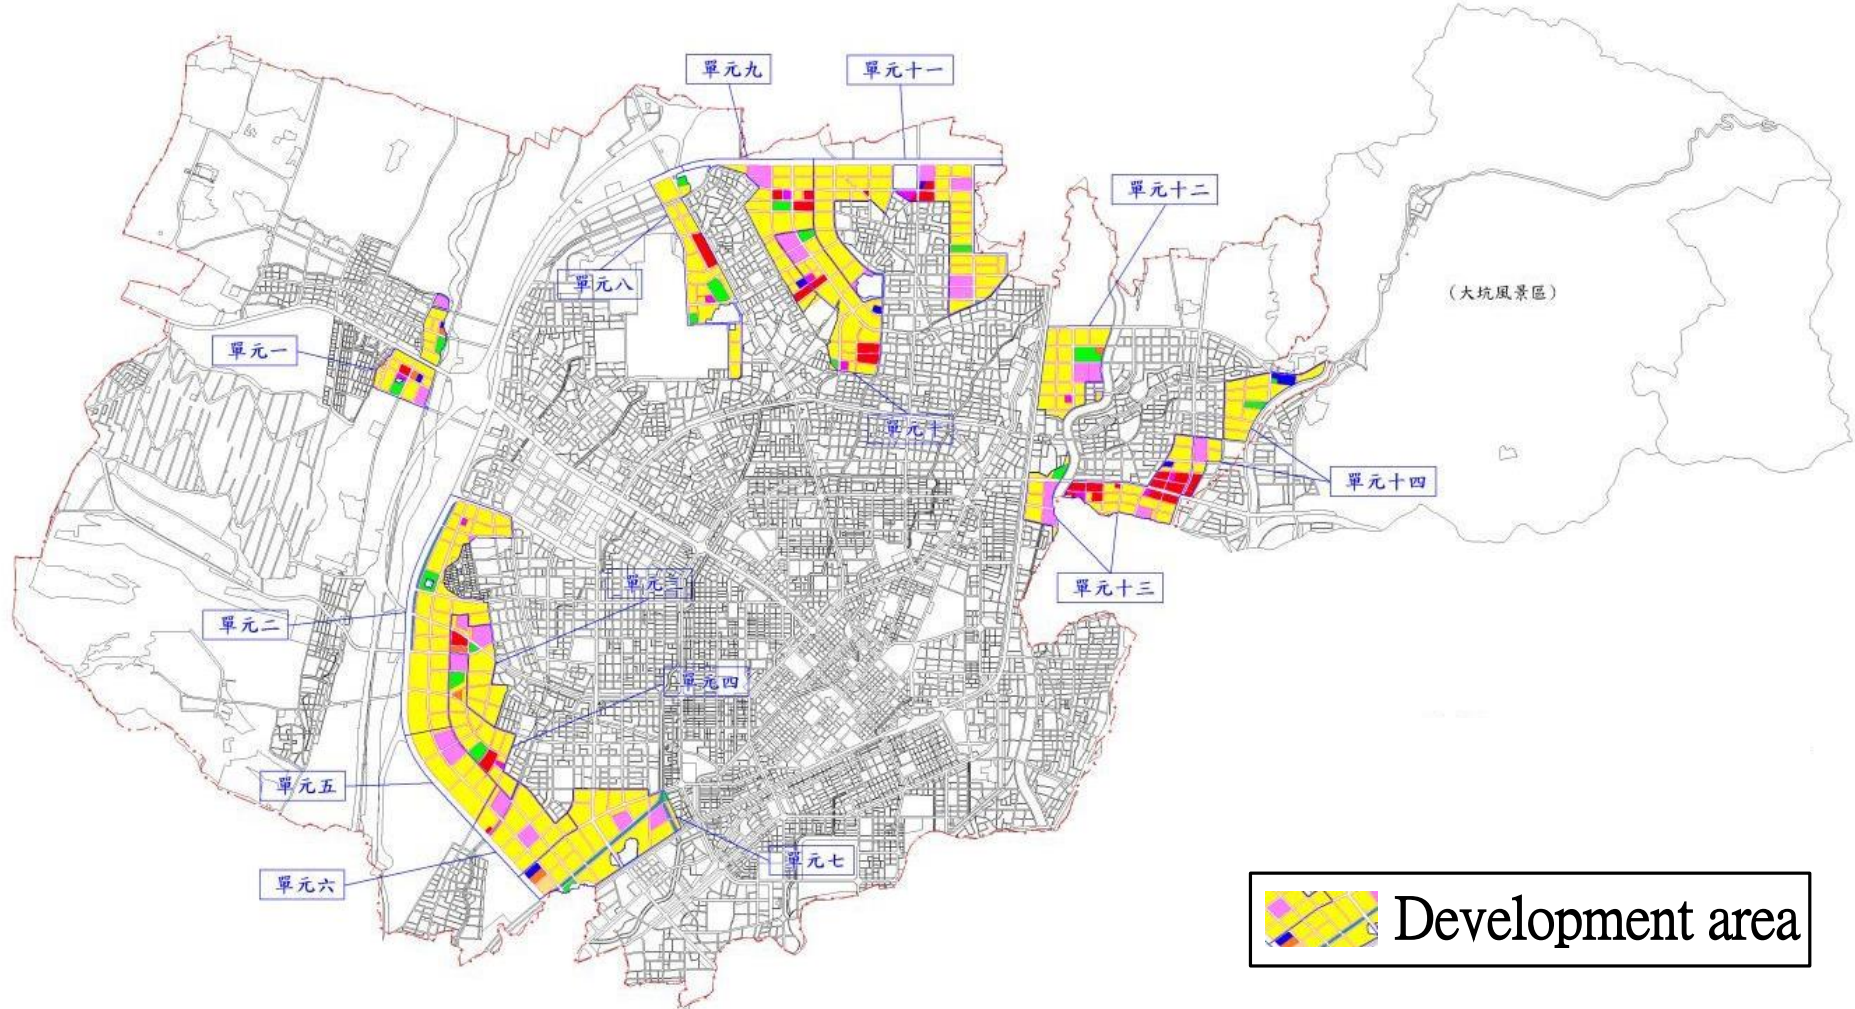 單元九
單元十一
單元十二
單元八
(大坑風景區)
單元一
單元十
單元十四
單元三
單元十三
單元二
單元四
單元五
單元七
單元六
Development area